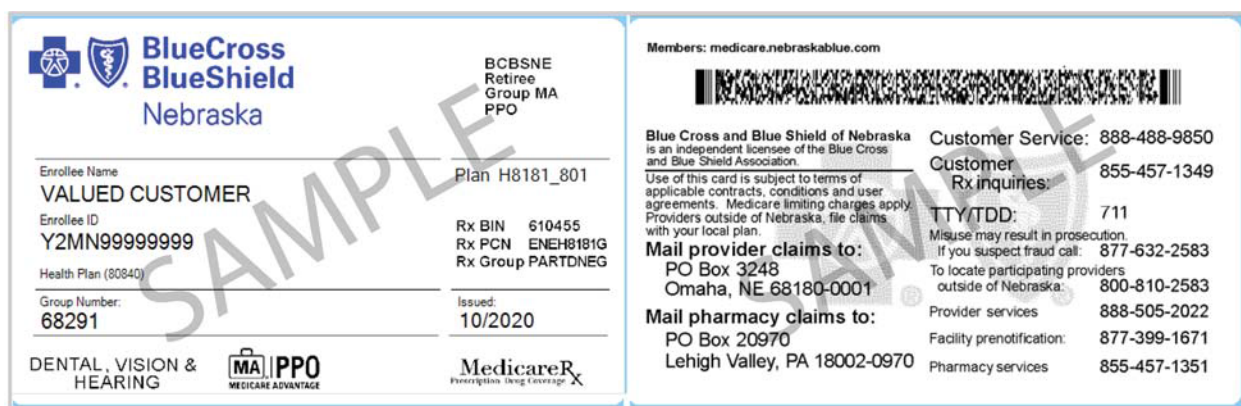 BlueCross
BlueShield
Nebraska
BCBSNE
Retiree
Group MA
PPO
Enrollee Name
VALUED CUSTOMER
Plan H8181_801
Enrollee ID
Y2MN99999999
Rx BIN 610455
Rx PCN ENEH8181G
Rx Group PARTDNEG
Health Plan (80840)
Group Number:
68291
Issued:
10/2020
DENTAL, VISION &
HEARING
MA PPO
MEDICARE ADVANTAGE
MedicareRx
Prescription Drug Coverage
SAMPLE
Members: medicare.nebraskablue.com
Blue Cross and Blue Shield of Nebraska
is an independent licensee of the Blue Cross
and Blue Shield Association.
Use of this card is subject to terms of
applicable contracts, conditions and user
agreements. Medicare limiting charges apply.
Providers outside of Nebraska, file claims
with your local plan.
Mail provider claims to:
PO Box 3248
Omaha, NE 68180-0001
Mail pharmacy claims to:
PO Box 20970
Lehigh Valley, PA 18002-0970
Customer Service: 888-488-9850
Customer
Rx inquiries: 855-457-1349
TTY/TDD: 711
Misuse may result in prosecution.
If you suspect fraud call: 877-632-2583
To locate participating providers
outside of Nebraska: 800-810-2583
Provider services 888-505-2022
Facility prenotification: 877-399-1671
Pharmacy services 855-457-1351
SAMPLE